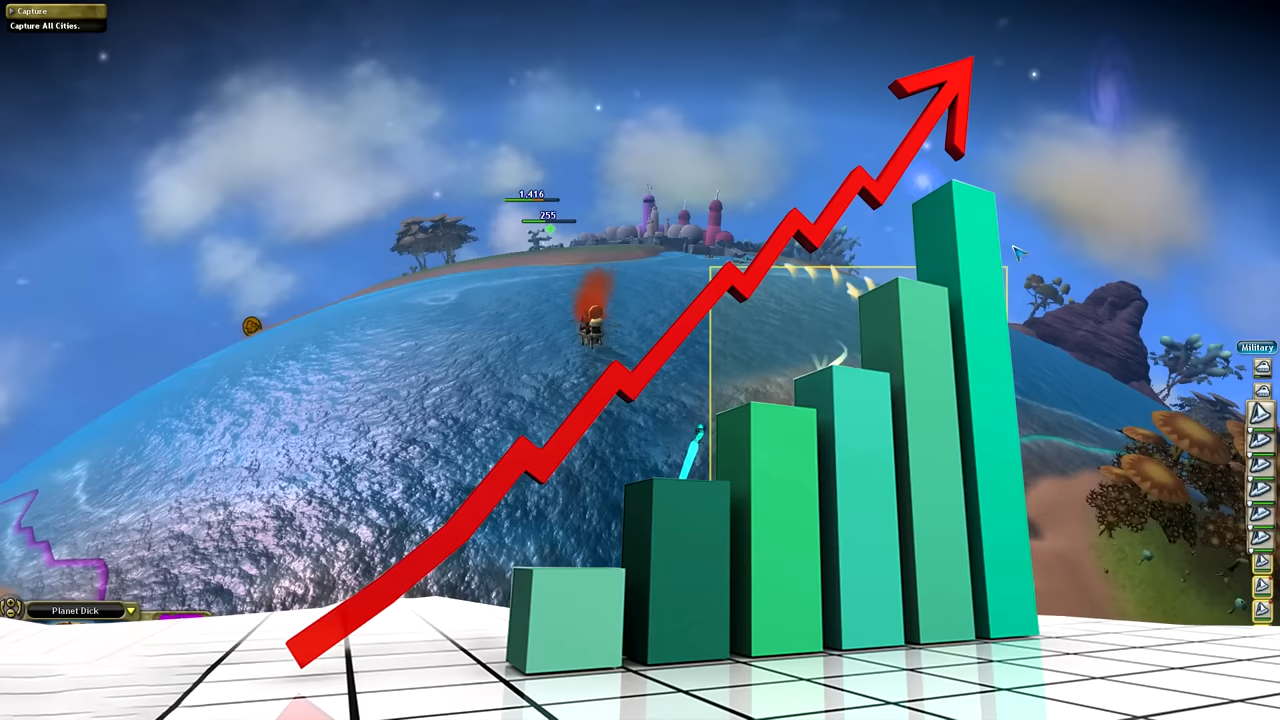 Capture
Capture All Cities.
1,416
255
Military
Planet Dick